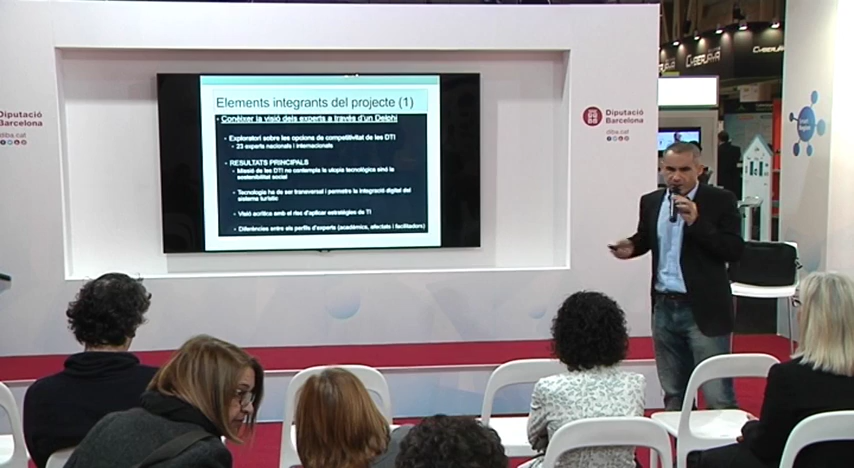 Diputació
Barcelona
diba.cat
Elements integrants del projecte (1)
Conèixer la visió dels experts a través d'un Delphi
Exploratori sobre les opcions de competitivitat de les DTI
23 experts nacionals i internacionals
RESULTATS PRINCIPALS
Missió de les DTI no contempla la utopia tecnològica sinó la
sostenibilitat social
Tecnologia ha de ser transversal i permetre la integració digital del
sistema turístic
Visió acrítica amb el risc d'aplicar estratègies de TI
Diferències entre els perfils d'experts (acadèmics, afectats i facilitadors)
Diputació
Barcelona
diba.cat
CYBERJAYA
CYBERJAYA